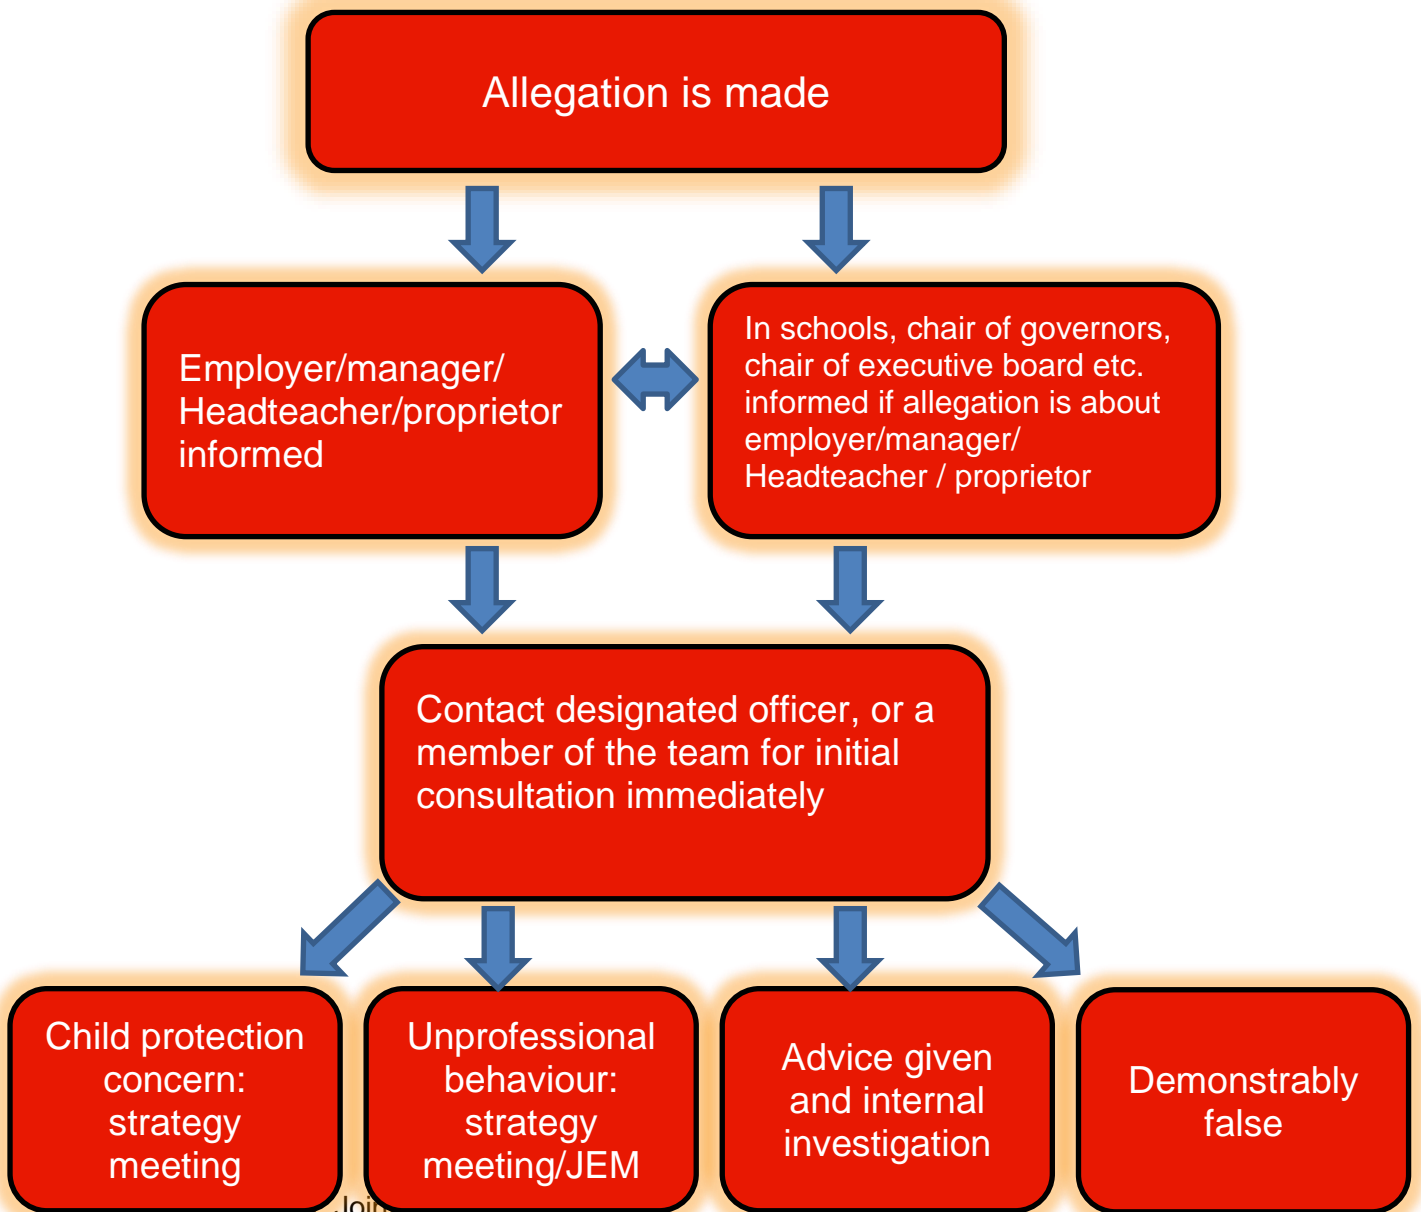 Allegation is made
Employer/manager/
Headteacher/proprietor
informed
In schools, chair of governors,
chair of executive board etc.
informed if allegation is about
employer/manager/
Headteacher / proprietor
Contact designated officer, or a
member of the team for initial
consultation immediately
Child protection
concern:
strategy
meeting
Unprofessional
behaviour:
strategy
meeting/JEM
Advice given
and internal
investigation
Demonstrably
false